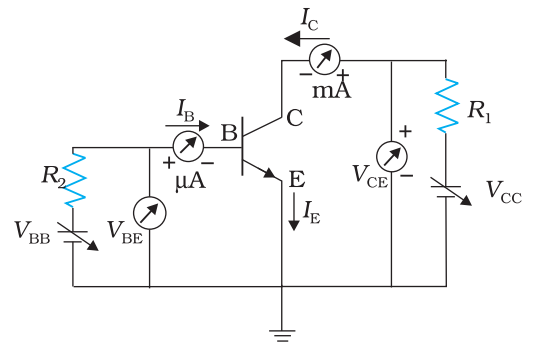 I_C
− +
mA
I_B
B
C
R_1
+
R_2
+ −
μA
E
V_CE
−
V_CC
V_BB
V_BE
I_E